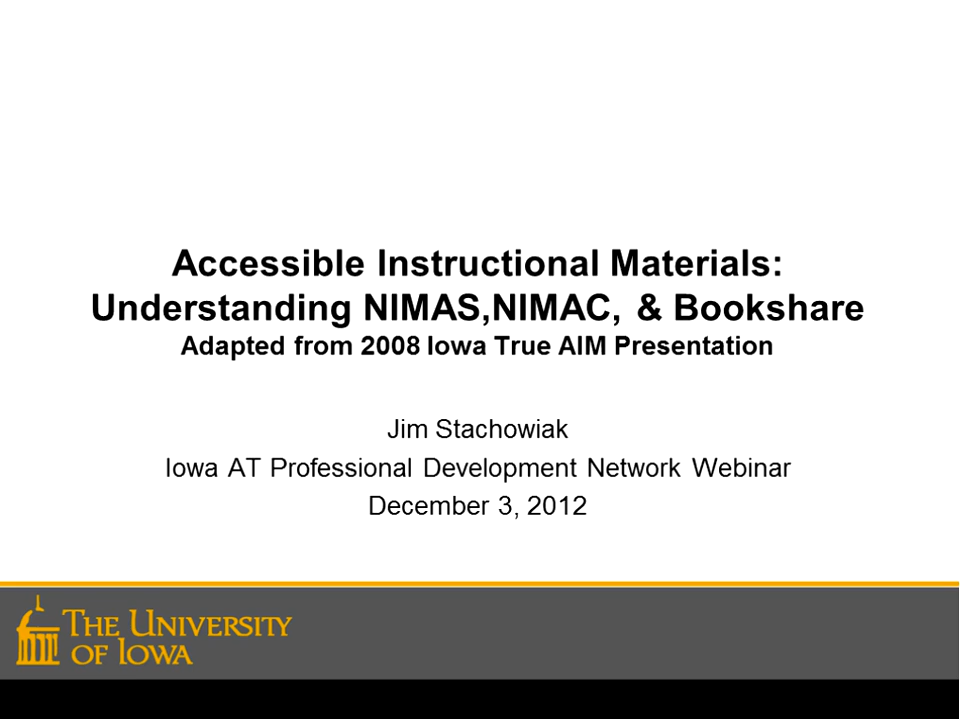 Accessible Instructional Materials:
Understanding NIMAS,NIMAC, & Bookshare
Adapted from 2008 Iowa True AIM Presentation
Jim Stachowiak
Iowa AT Professional Development Network Webinar
December 3, 2012
THE UNIVERSITY
OF IOWA